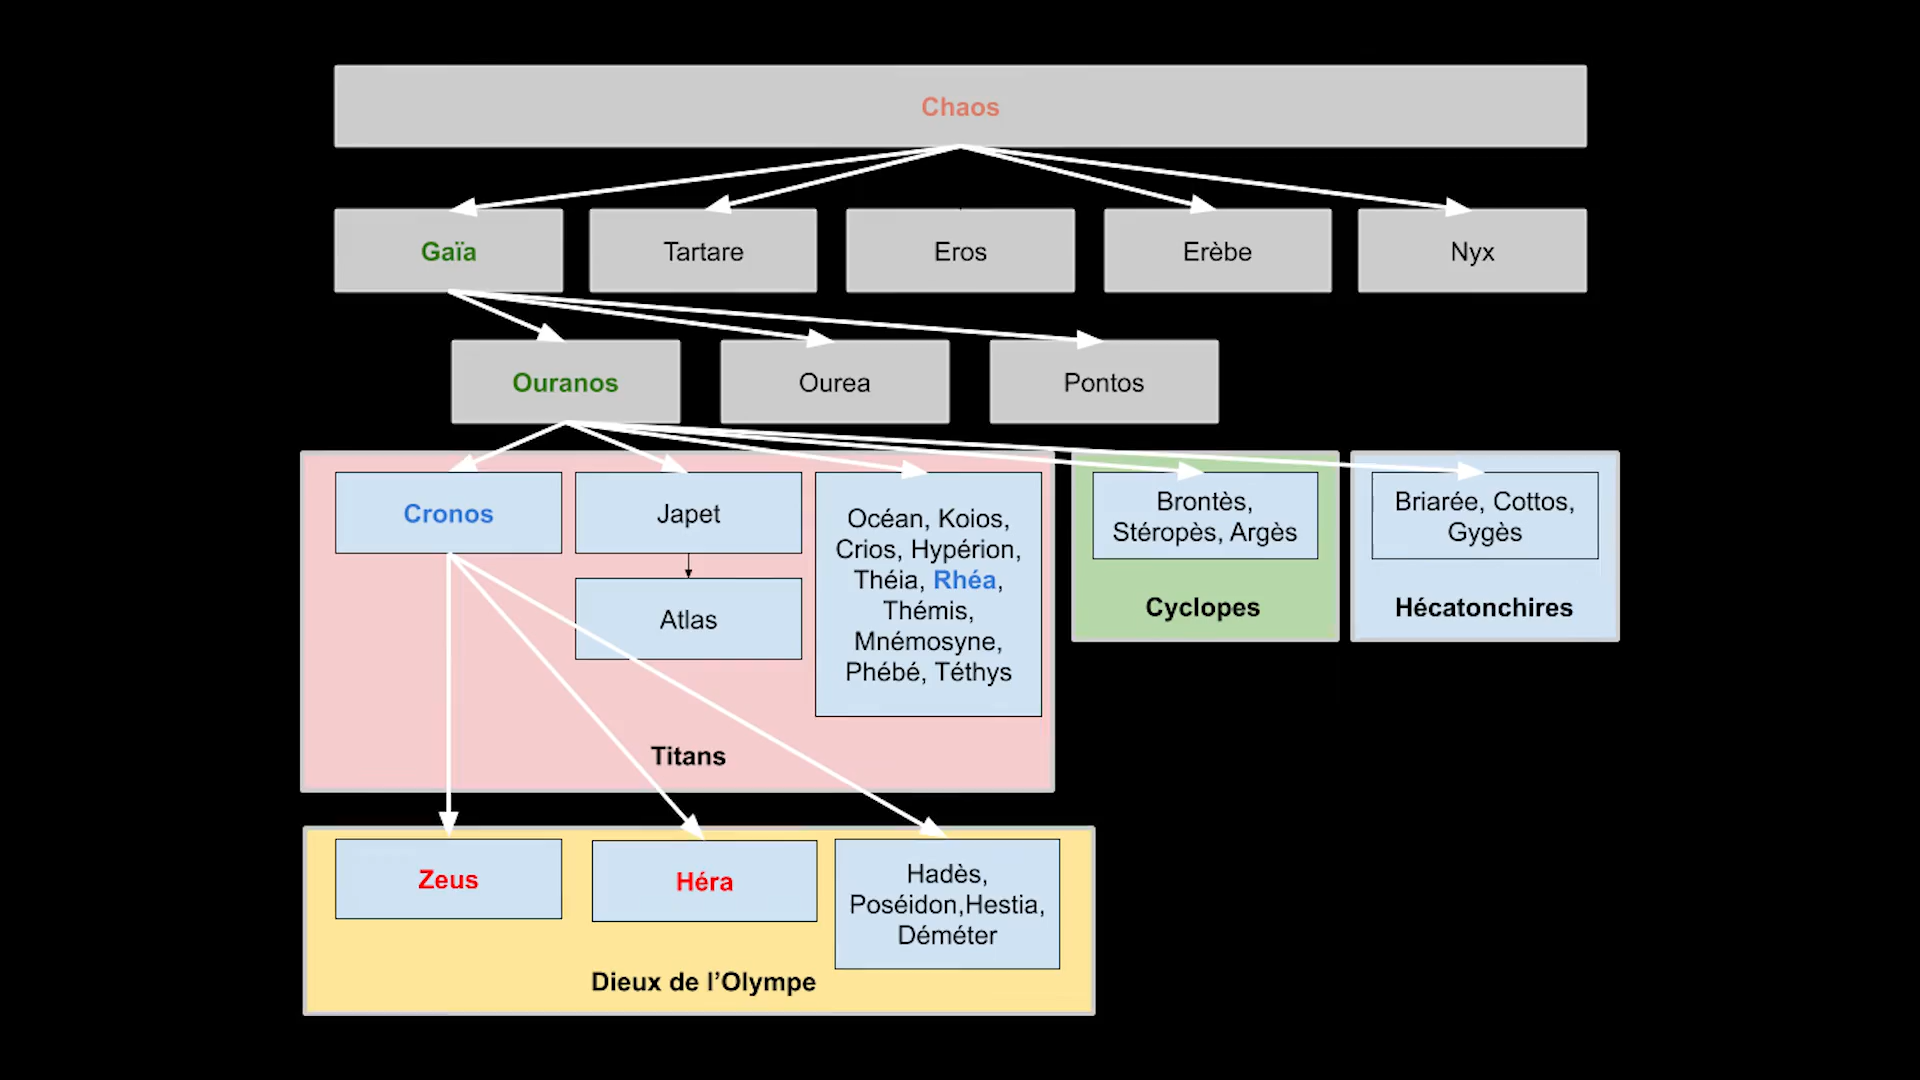 Chaos
Gaïa
Tartare
Eros
Erèbe
Nyx
Ouranos
Ourea
Pontos
Cronos
Japet
Atlas
Océan, Koios,
Crios, Hypérion,
Théia, Rhéa,
Thémis,
Mnémosyne,
Phébé, Téthys
Titans
Brontès,
Stéropès, Argès
Cyclopes
Briarée, Cottos,
Gygès
Hécatonchires
Zeus
Héra
Hadès,
Poséidon,Hestia,
Déméter
Dieux de l’Olympe